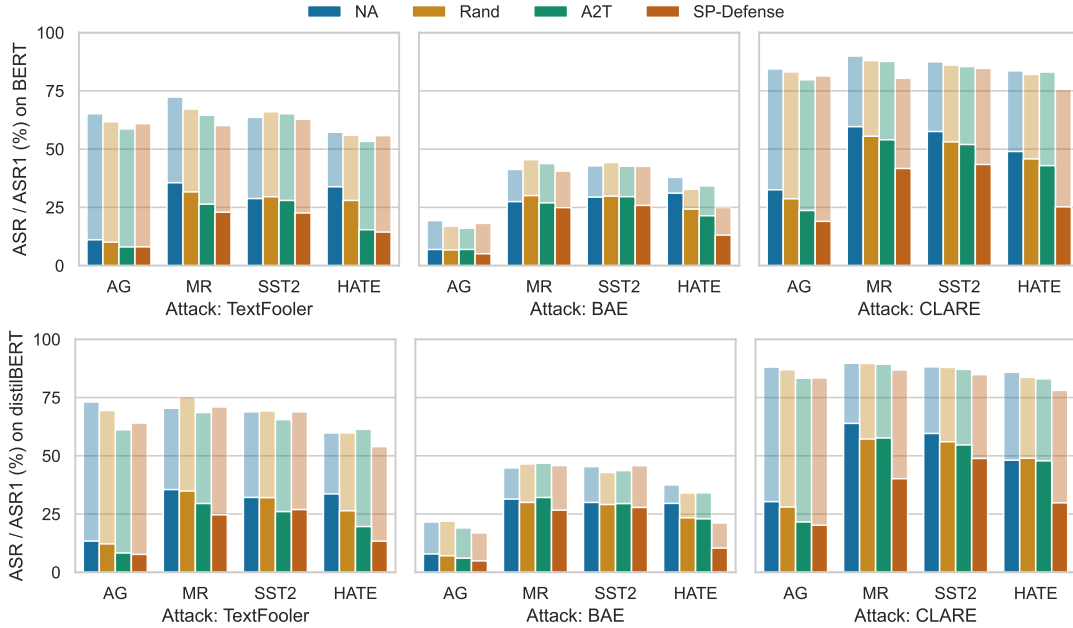 NA Rand A2T SP-Defense
ASR / ASR1 (%) on BERT
100
75
50
25
0
AG MR SST2 HATE
Attack: TextFooler
AG MR SST2 HATE
Attack: BAE
AG MR SST2 HATE
Attack: CLARE
ASR / ASR1 (%) on distilBERT
100
75
50
25
0
AG MR SST2 HATE
Attack: TextFooler
AG MR SST2 HATE
Attack: BAE
AG MR SST2 HATE
Attack: CLARE